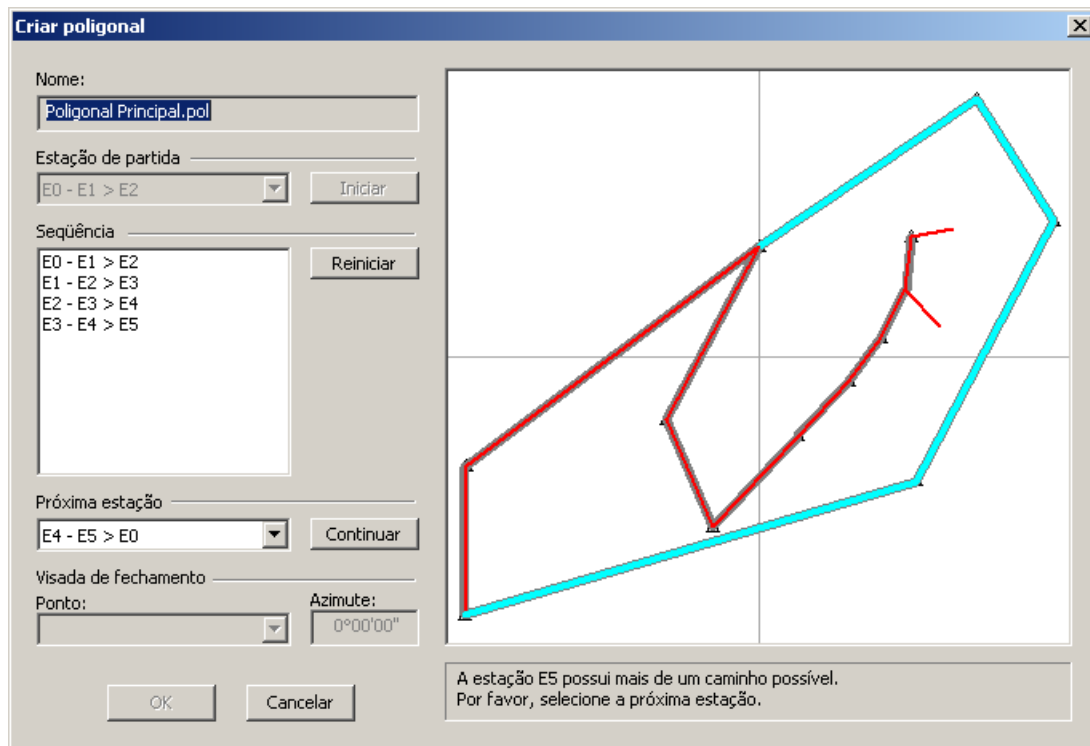 Criar poligonal
Nome:
Poligonal Principal.pol
Estação de partida
E0 - E1 > E2
Iniciar
Seqüência
E0 - E1 > E2
E1 - E2 > E3
E2 - E3 > E4
E3 - E4 > E5
Reiniciar
Próxima estação
E4 - E5 > E0
Continuar
Visada de fechamento
Ponto:
Azimute:
0°00'00"
OK
Cancelar
A estação E5 possui mais de um caminho possível.
Por favor, selecione a próxima estação.